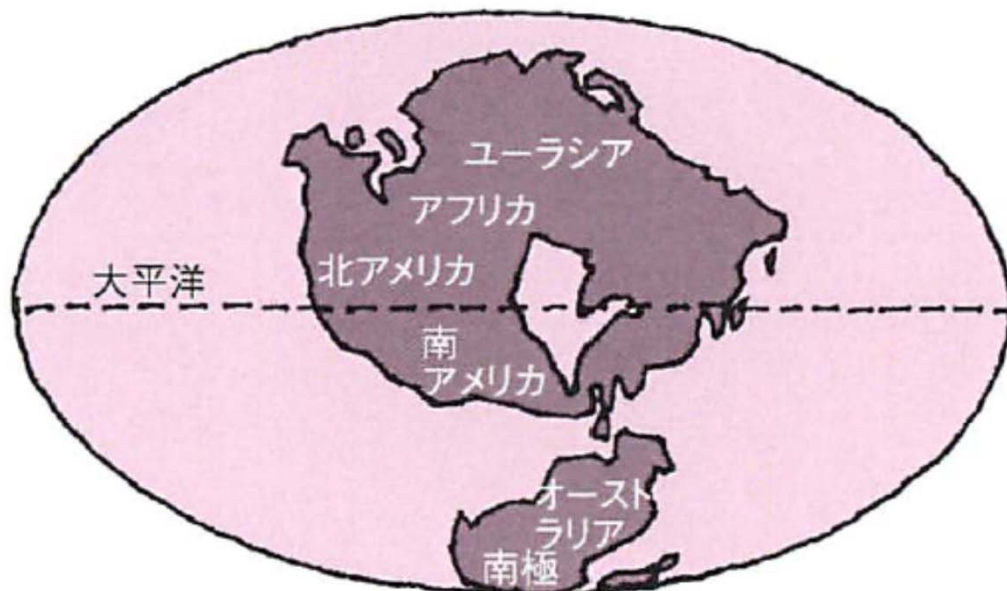 ユーラシア
アフリカ
北アメリカ
大平洋
南
アメリカ
オースト
ラリア
南極